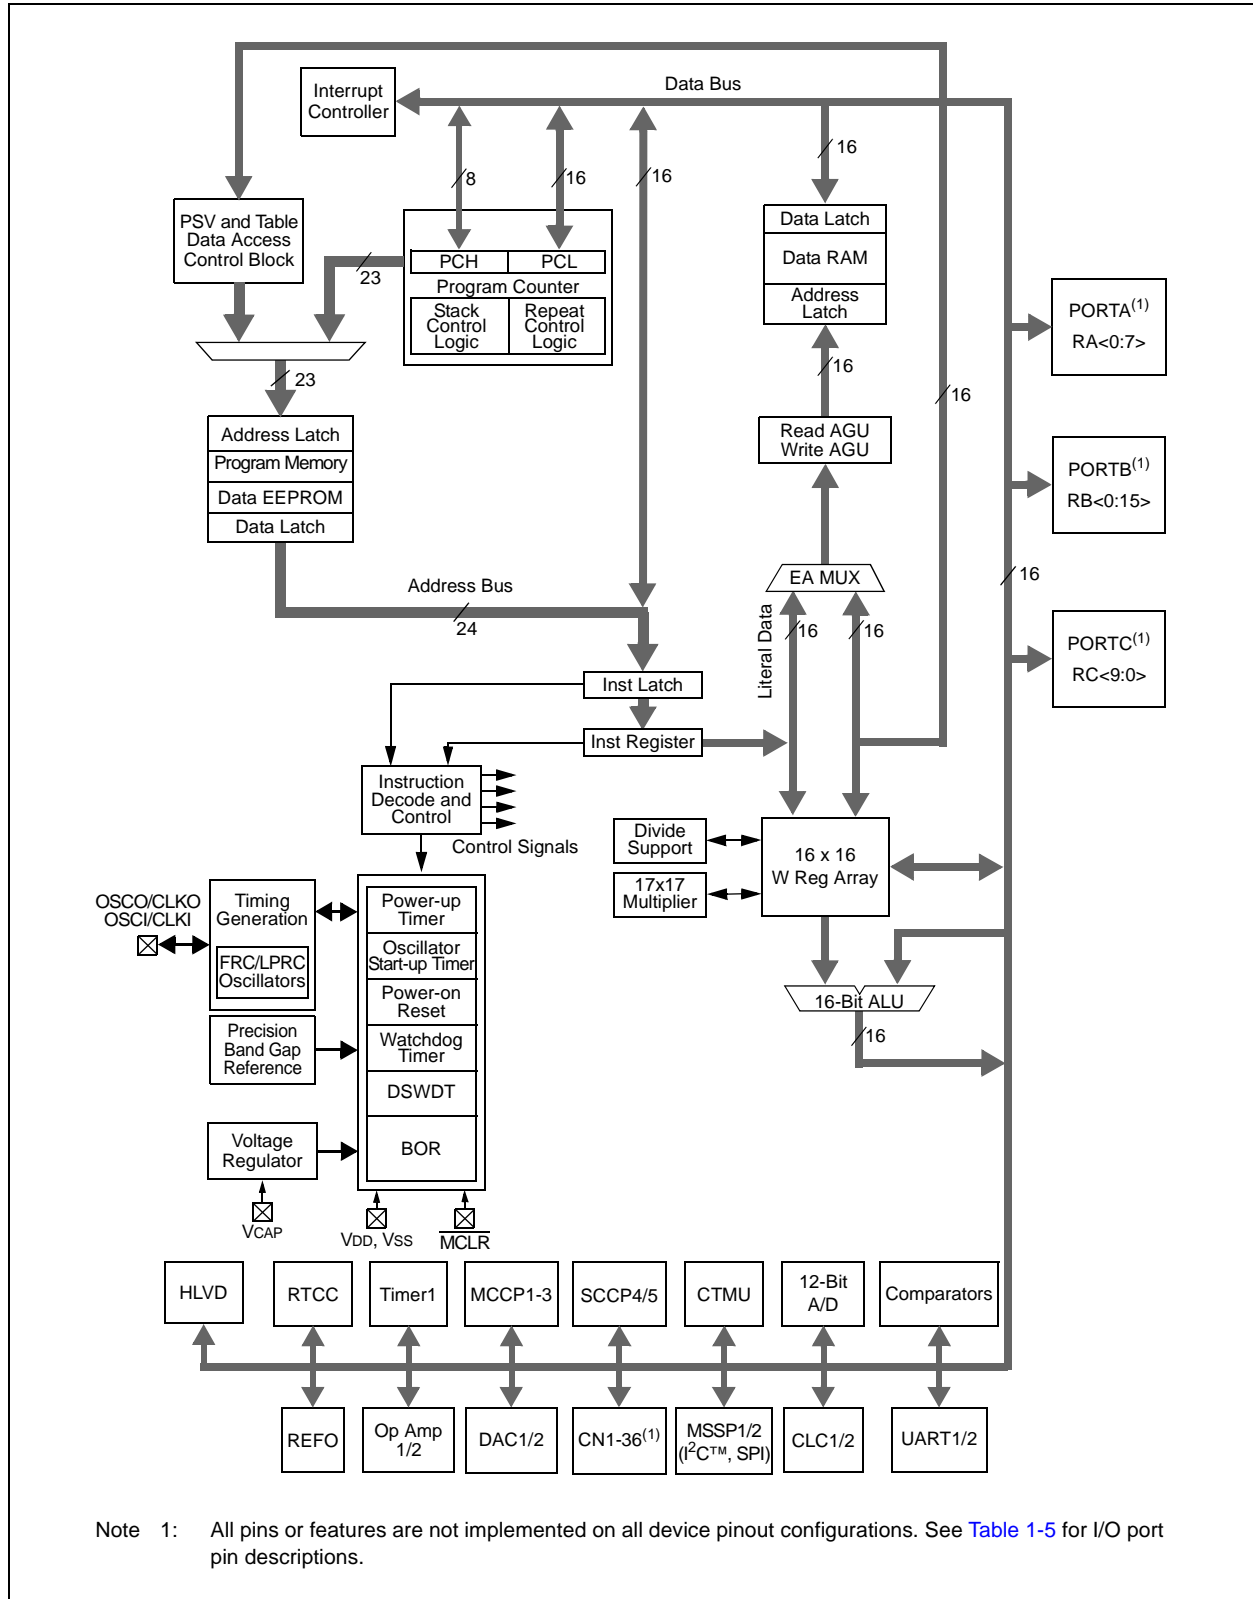 Data Bus
Interrupt
Controller
16
8
16
16
PSV and Table
Data Access
Control Block
Data Latch
Data RAM
Address
Latch
PCH
PCL
23
Program Counter
Stack
Control
Logic
Repeat
Control
Logic
PORTA(1)
RA<0:7>
23
16
16
Address Latch
Program Memory
Data EEPROM
Data Latch
Read AGU
Write AGU
PORTB(1)
RB<0:15>
EA MUX
16
Address Bus
24
Literal Data
16
16
PORTC(1)
RC<9:0>
Inst Latch
Inst Register
Instruction
Decode and
Control
Control Signals
Divide
Support
17x17
Multiplier
16 x 16
W Reg Array
OSCO/CLKO
OSCI/CLKI
Timing
Generation
FRC/LPRC
Oscillators
Power-up
Timer
Oscillator
Start-up Timer
Power-on
Reset
Watchdog
Timer
DSWDT
BOR
16-Bit ALU
16
Precision
Band Gap
Reference
Voltage
Regulator
VCAP
VDD, VSS
MCLR
HLVD
RTCC
Timer1
MCCP1-3
SCCP4/5
CTMU
12-Bit
A/D
Comparators
REFO
Op Amp
1/2
DAC1/2
CN1-36(1)
MSSP1/2
(I2C™, SPI)
CLC1/2
UART1/2
Note 1: All pins or features are not implemented on all device pinout configurations. See Table 1-5 for I/O port
pin descriptions.